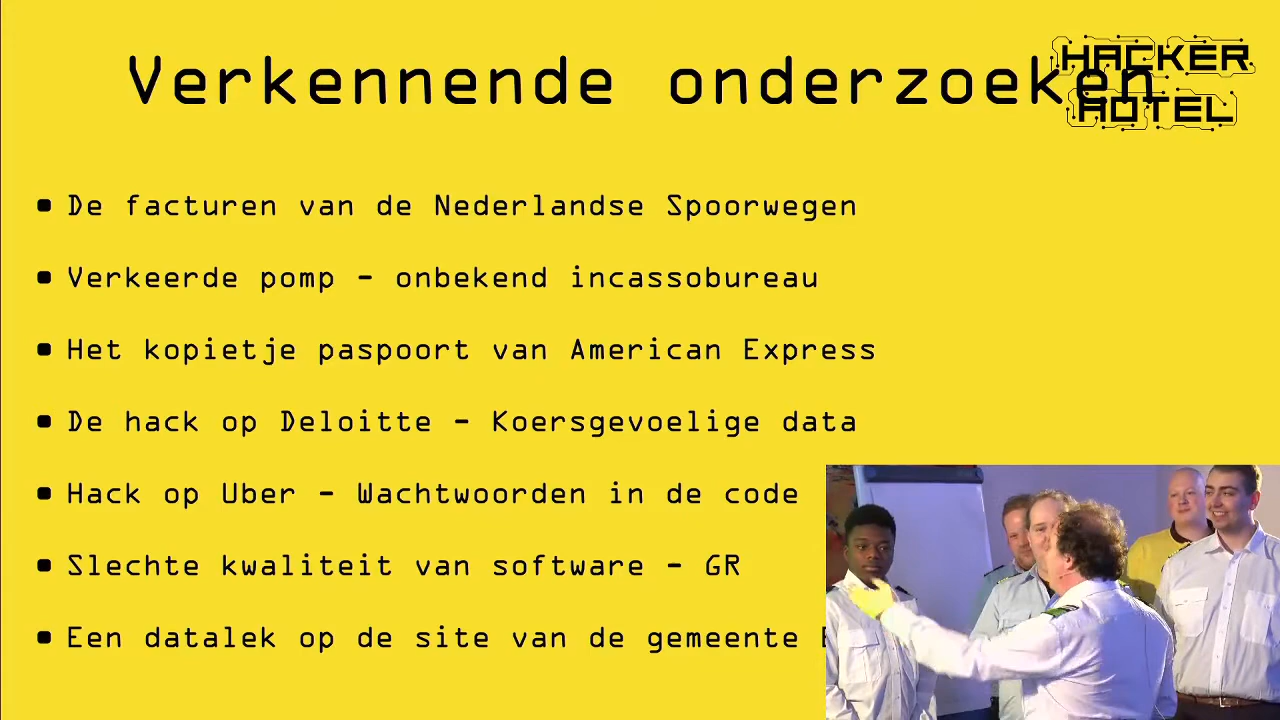 Verkennende onderzoeken
HACKER
HOTEL
• De facturen van de Nederlandse Spoorwegen
• Verkeerde pomp - onbekend incassobureau
• Het kopietje paspoort van American Express
• De hack op Deloitte - Koersgevoelige data
• Hack op Uber - Wachtwoorden in de code
• Slechte kwaliteit van software - GR
• Een datalek op de site van de gemeente